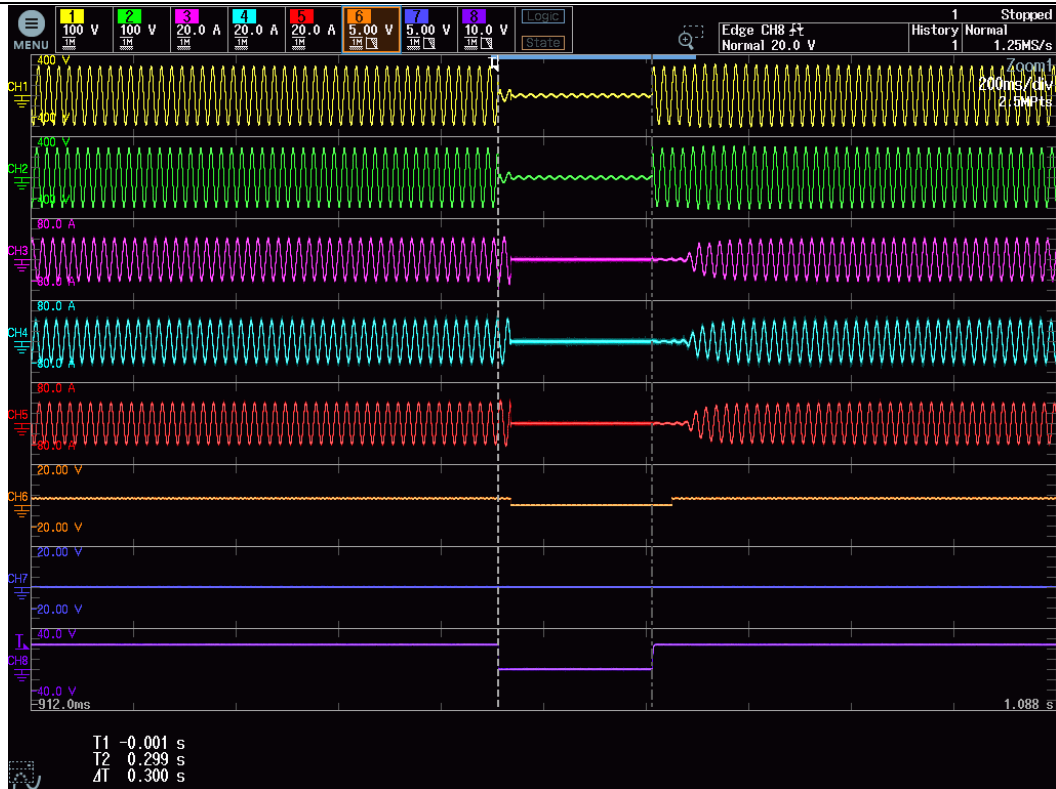 MENU
1 2 3 4 5 6 7 8
100 V 100 V 20.0 A 20.0 A 20.0 A 5.00 V 5.00 V 10.0 V
1M 1M 1M 1M 1M 1M 1M 1M
Logic
State
Edge CH8
Normal 20.0 V
1 Stopped
History Normal
1 1.25MS/s
Zoom1
200ms/div
2.5MPts
T
400 V
CH1
-400 V
400 V
CH2
80.0 A
CH3
80.0 A
CH4
-80.0 A
80.0 A
CH5
-80.0 A
20.00 V
CH6
-20.00 V
20.00 V
CH7
-20.00 V
40.0 V
T
CH8
-40.0 V
-912.0ms 1.088 s
T1 -0.001 s
T2 0.299 s
ΔT 0.300 s